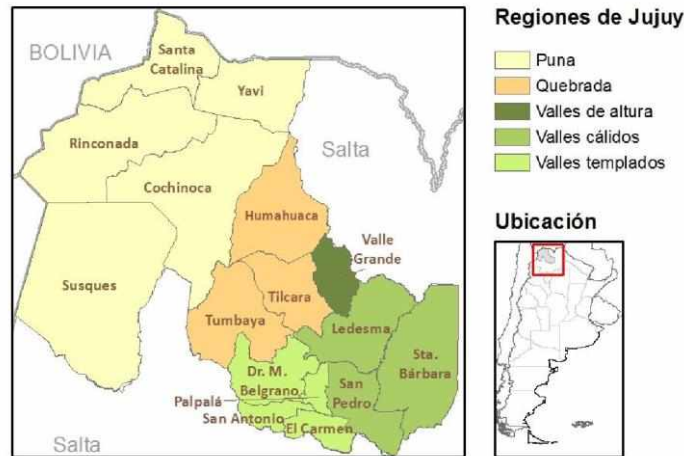 BOLIVIA
Santa
Catalina
Yavi
Rinconada
Salta
Cochinoca
Humahuaca
Valle
Grande
Susques
Tilcara
Tumbaya
Ledesma
Sta.
Bárbara
Dr. M.
Belgrano
San
Pedro
Palpalá
San Antonio
El Carmen
Salta
Regiones de Jujuy
Puna
Quebrada
Valles de altura
Valles cálidos
Valles templados
Ubicación